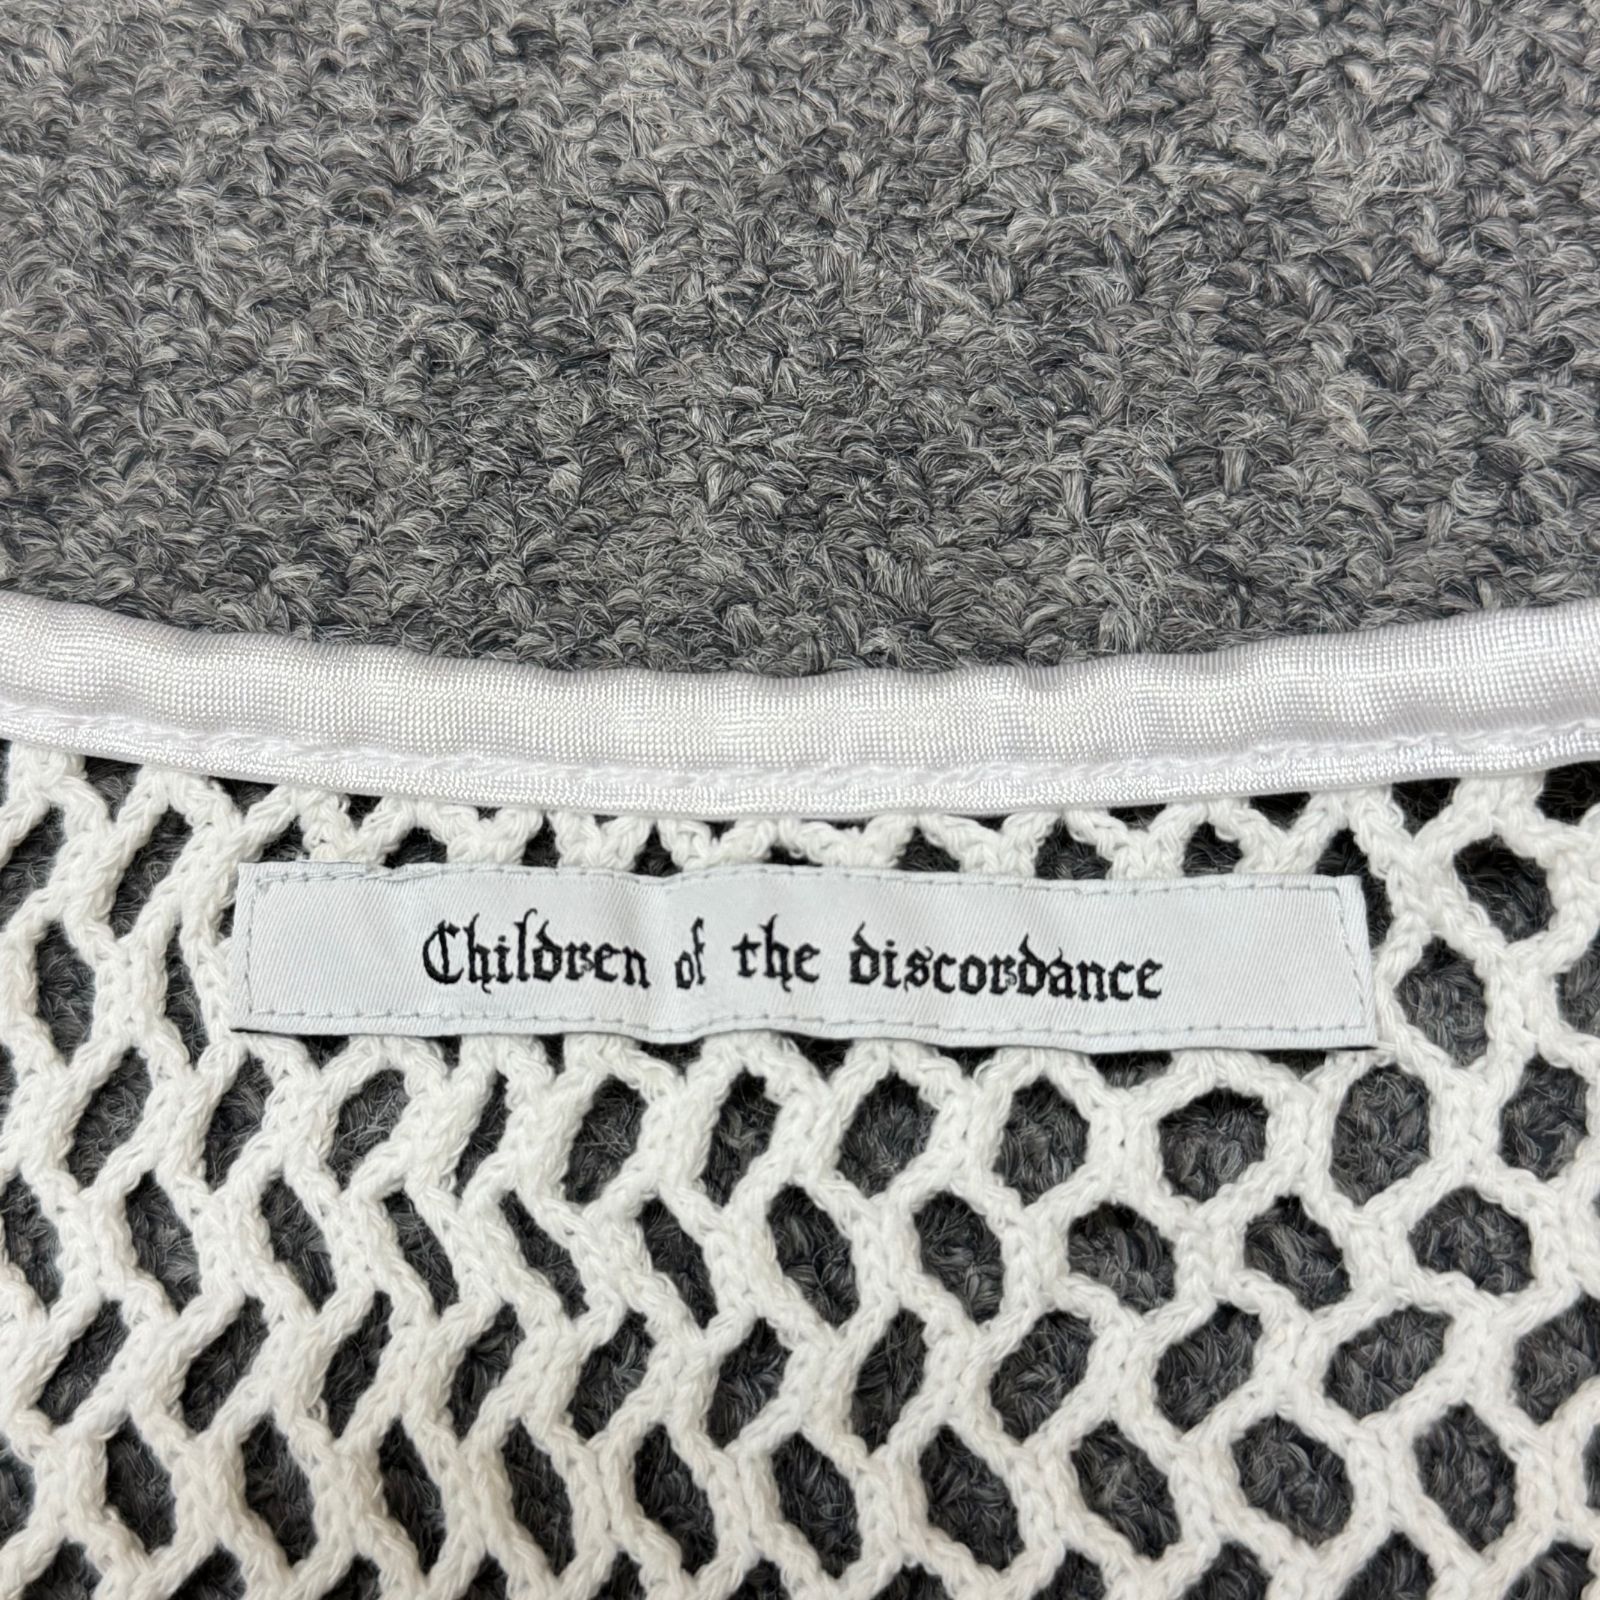 Children of the discordance